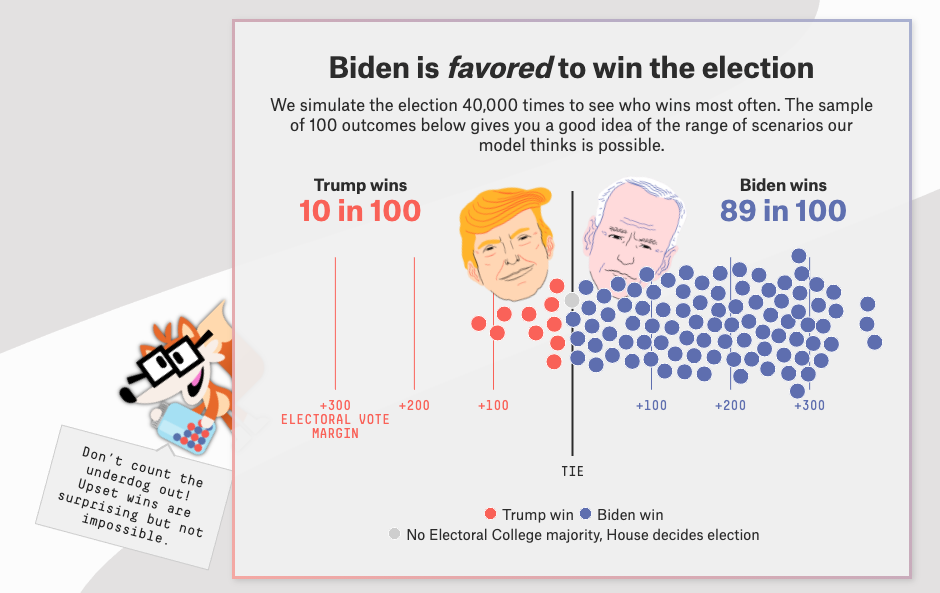 Biden is favored to win the election
We simulate the election 40,000 times to see who wins most often. The sample
of 100 outcomes below gives you a good idea of the range of scenarios our
model thinks is possible.
Trump wins
10 in 100
Biden wins
89 in 100
+300
+200
+100
+100
+200
+300
ELECTORAL VOTE
MARGIN
TIE
Don't count the
underdog out!
Upset wins are
surprising but not
impossible.
Trump win
Biden win
No Electoral College majority, House decides election